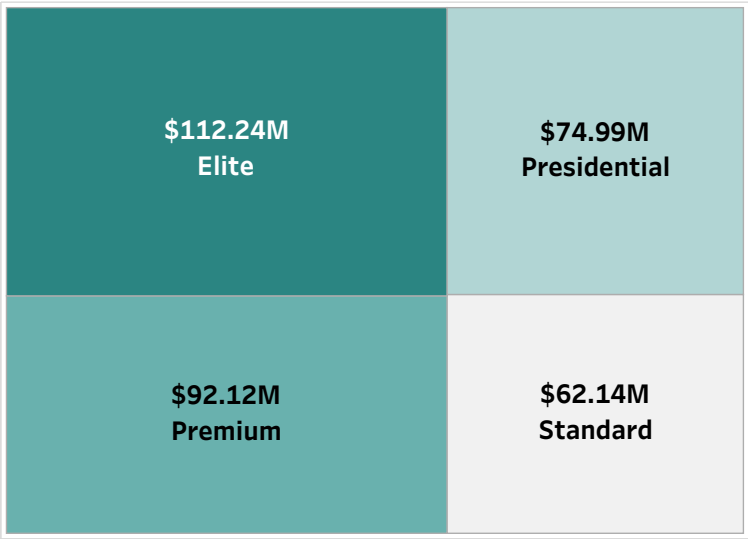 $112.24M
Elite
$74.99M
Presidential
$92.12M
Premium
$62.14M
Standard